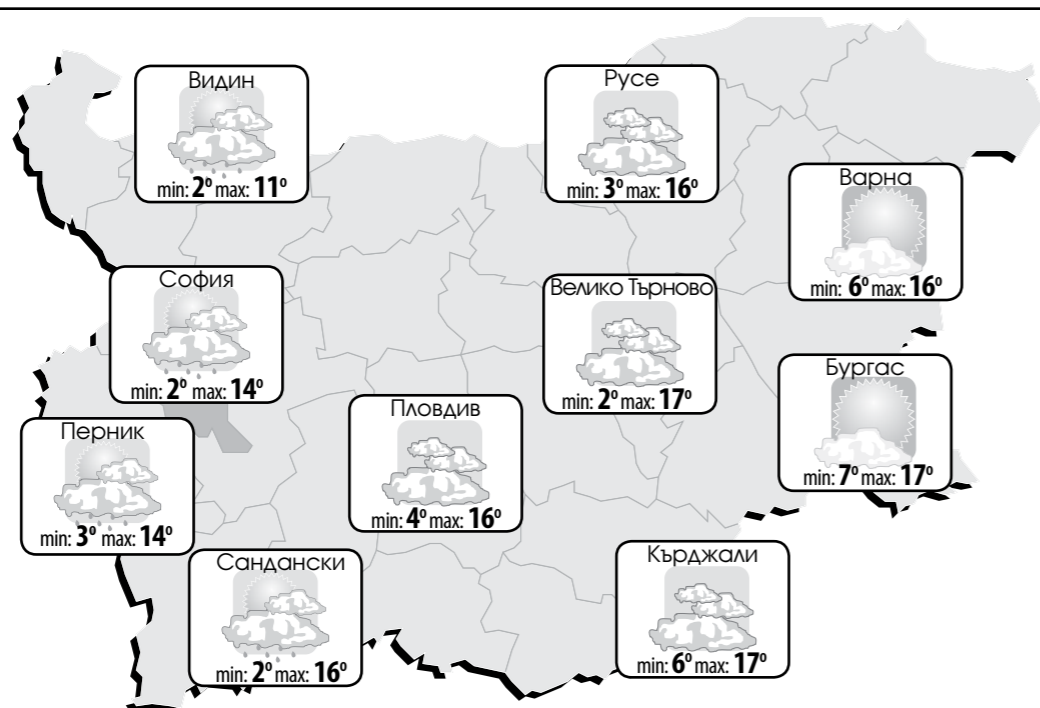 Видин
min: 2° max: 11°
Русе
min: 3° max: 16°
Варна
min: 6° max: 16°
София
min: 2° max: 14°
Велико Търново
min: 2° max: 17°
Бургас
min: 7° max: 17°
Пловдив
min: 4° max: 16°
Перник
min: 3° max: 14°
Сандански
min: 2° max: 16°
Кърджали
min: 6° max: 17°